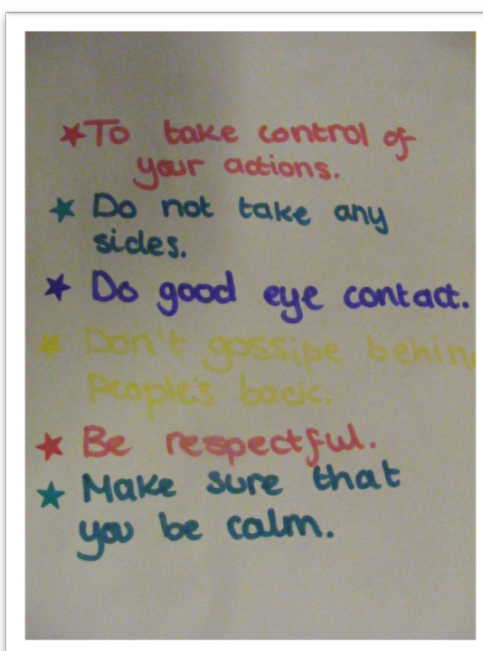 ★To take control of
your actions.
★ Do not take any
sides.
★ Do good eye contact.
★ Don't gossipe behin
People's back.
★ Be respectful.
★ Make sure that
you be calm.